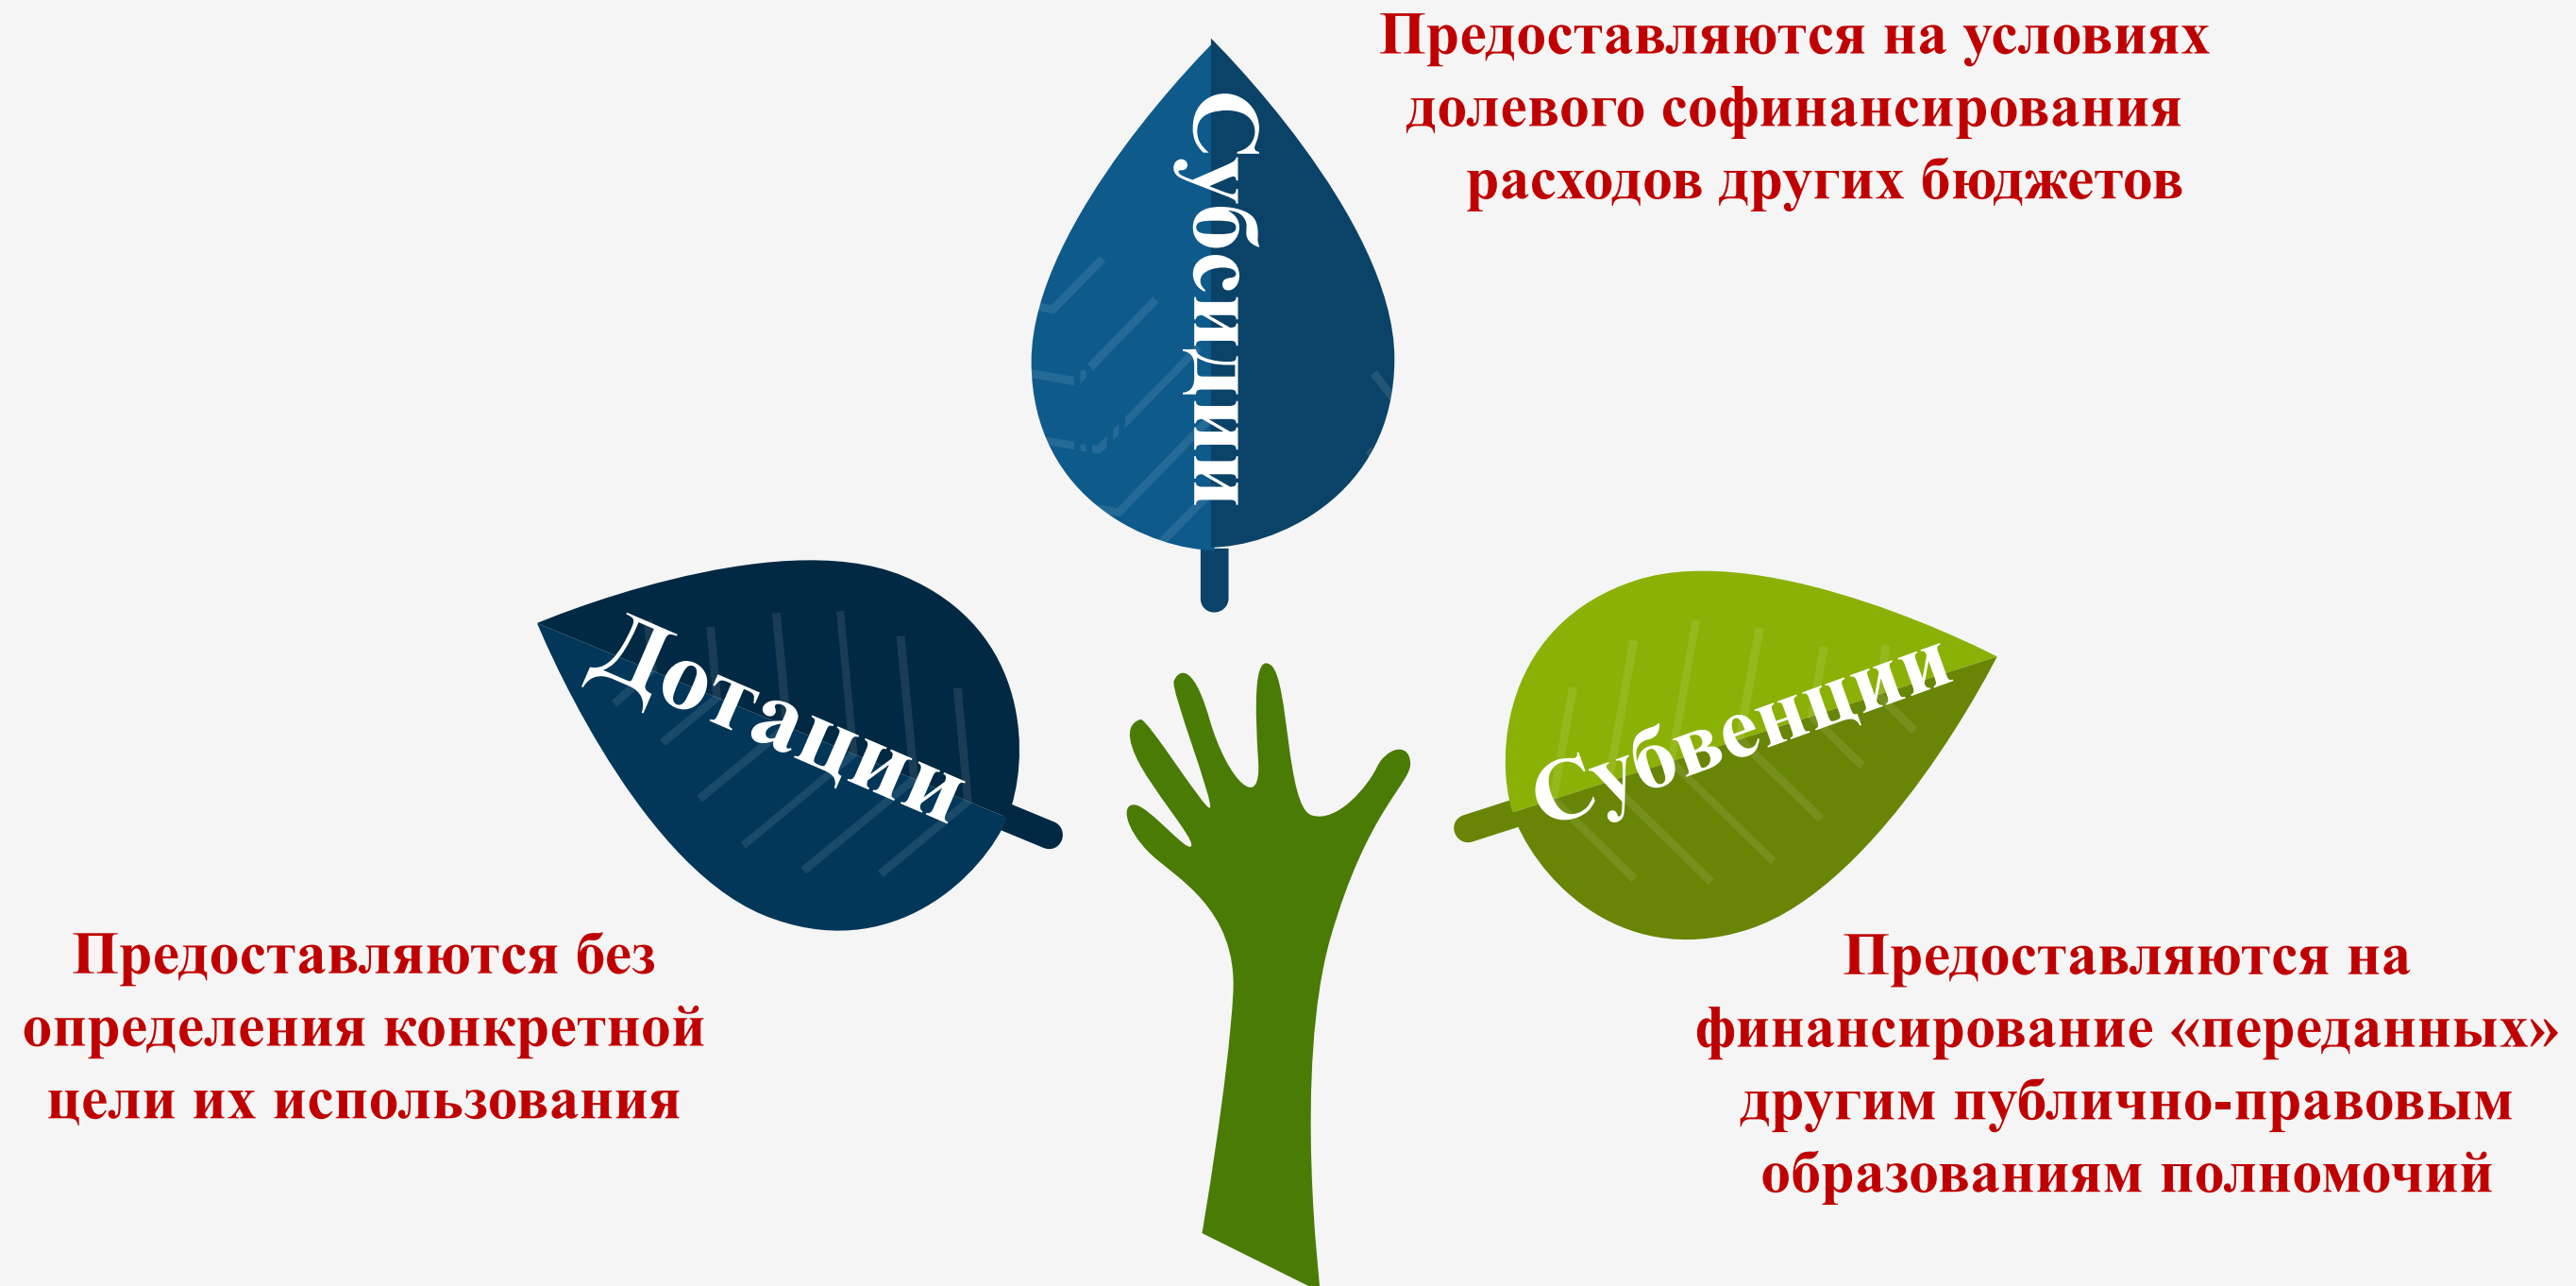 Предоставляются на условиях
долевого софинансирования
расходов других бюджетов
Субсидии
Дотации
Субвенции
Предоставляются без
определения конкретной
цели их использования
Предоставляются на
финансирование «переданных»
другим публично-правовым
образованиям полномочий